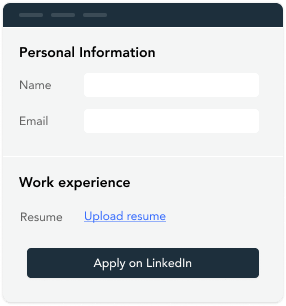 Personal Information
Name
Email
Work experience
Resume Upload resume
Apply on LinkedIn